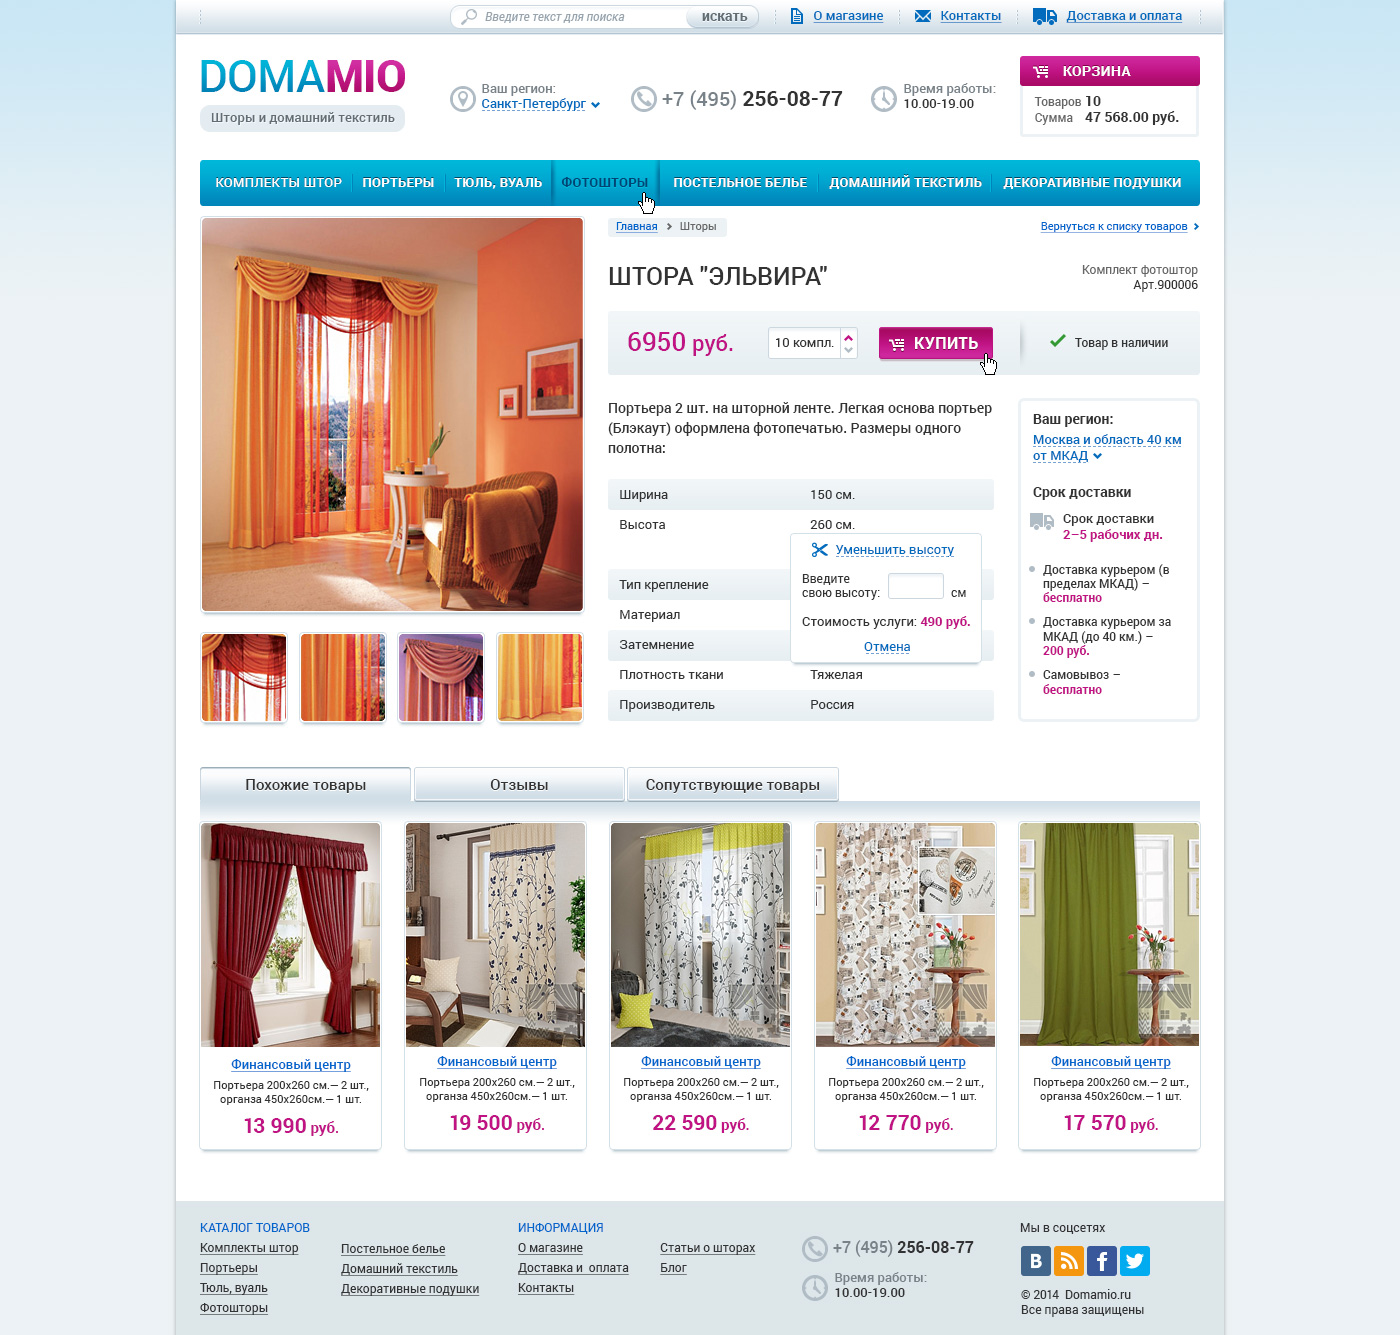 Введите текст для поиска
искать
О магазине
Контакты
Доставка и оплата
DOMAMIO
Шторы и домашний текстиль
Ваш регион:
Санкт-Петербург
+7 (495) 256-08-77
Время работы:
10.00-19.00
КОРЗИНА
Товаров 10
Сумма 47 568.00 руб.
КОМПЛЕКТЫ ШТОР
ПОРТЬЕРЫ
ТЮЛЬ, ВУАЛЬ
ФОТОШТОРЫ
ПОСТЕЛЬНОЕ БЕЛЬЕ
ДОМАШНИЙ ТЕКСТИЛЬ
ДЕКОРАТИВНЫЕ ПОДУШКИ
Главная
Шторы
Вернуться к списку товаров
ШТОРА "ЭЛЬВИРА"
Комплект фотоштор
Арт.900006
6950 руб.
10 компл.
КУПИТЬ
Товар в наличии
Портьера 2 шт. на шторной ленте. Легкая основа портьер
(Блэкаут) оформлена фотопечатью. Размеры одного
полотна:
Ширина 150 см.
Высота 260 см.
Уменьшить высоту
Введите
свою высоту: см
Стоимость услуги: 490 руб.
Отмена
Тип крепление
Материал
Затемнение
Плотность ткани Тяжелая
Производитель Россия
Ваш регион:
Москва и область 40 км
от МКАД
Срок доставки
Срок доставки
2–5 рабочих дн.
Доставка курьером (в
пределах МКАД) –
бесплатно
Доставка курьером за
МКАД (до 40 км.) –
200 руб.
Самовывоз –
бесплатно
Похожие товары
Отзывы
Сопутствующие товары
Финансовый центр
Портьера 200х260 см.— 2 шт.,
органза 450х260см.— 1 шт.
13 990 руб.
Финансовый центр
Портьера 200х260 см.— 2 шт.,
органза 450х260см.— 1 шт.
19 500 руб.
Финансовый центр
Портьера 200х260 см.— 2 шт.,
органза 450х260см.— 1 шт.
22 590 руб.
Финансовый центр
Портьера 200х260 см.— 2 шт.,
органза 450х260см.— 1 шт.
12 770 руб.
Финансовый центр
Портьера 200х260 см.— 2 шт.,
органза 450х260см.— 1 шт.
17 570 руб.
КАТАЛОГ ТОВАРОВ
Комплекты штор
Портьеры
Тюль, вуаль
Фотошторы
Постельное белье
Домашний текстиль
Декоративные подушки
ИНФОРМАЦИЯ
О магазине
Доставка и оплата
Контакты
Статьи о шторах
Блог
+7 (495) 256-08-77
Время работы:
10.00-19.00
Мы в соцсетях
© 2014 Domamio.ru
Все права защищены